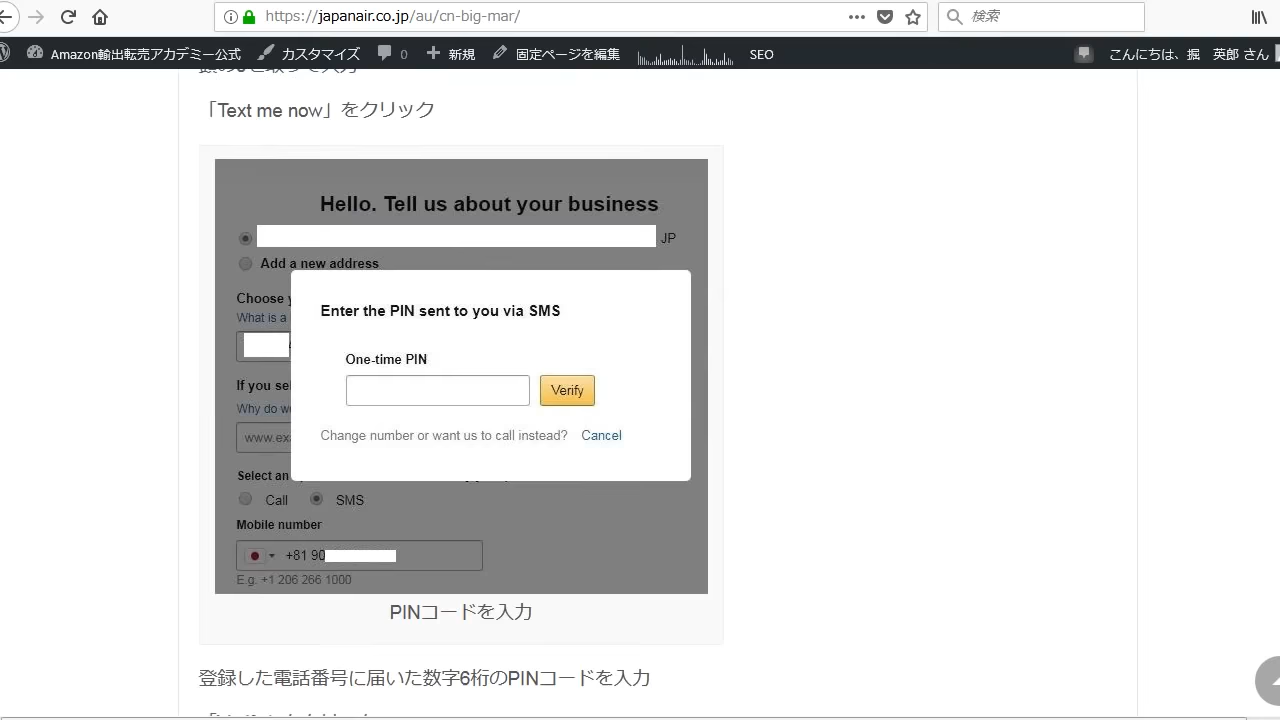 https://japanair.co.jp/au/cn-big-mar/
検索
Amazon輸出転売アカデミー公式 カスタマイズ 0 新規 固定ページを編集 SEO こんにちは、掘 英郎 さん
「Text me now」をクリック
Hello. Tell us about your business
JP
Add a new address
Choose y
What is a
Enter the PIN sent to you via SMS
One-time PIN
If you sel
Verify
Why do we
www.exa
Change number or want us to call instead? Cancel
Select an
Call SMS
Mobile number
+81 90
E.g. +1 206 266 1000
PINコードを入力
登録した電話番号に届いた数字6桁のPINコードを入力